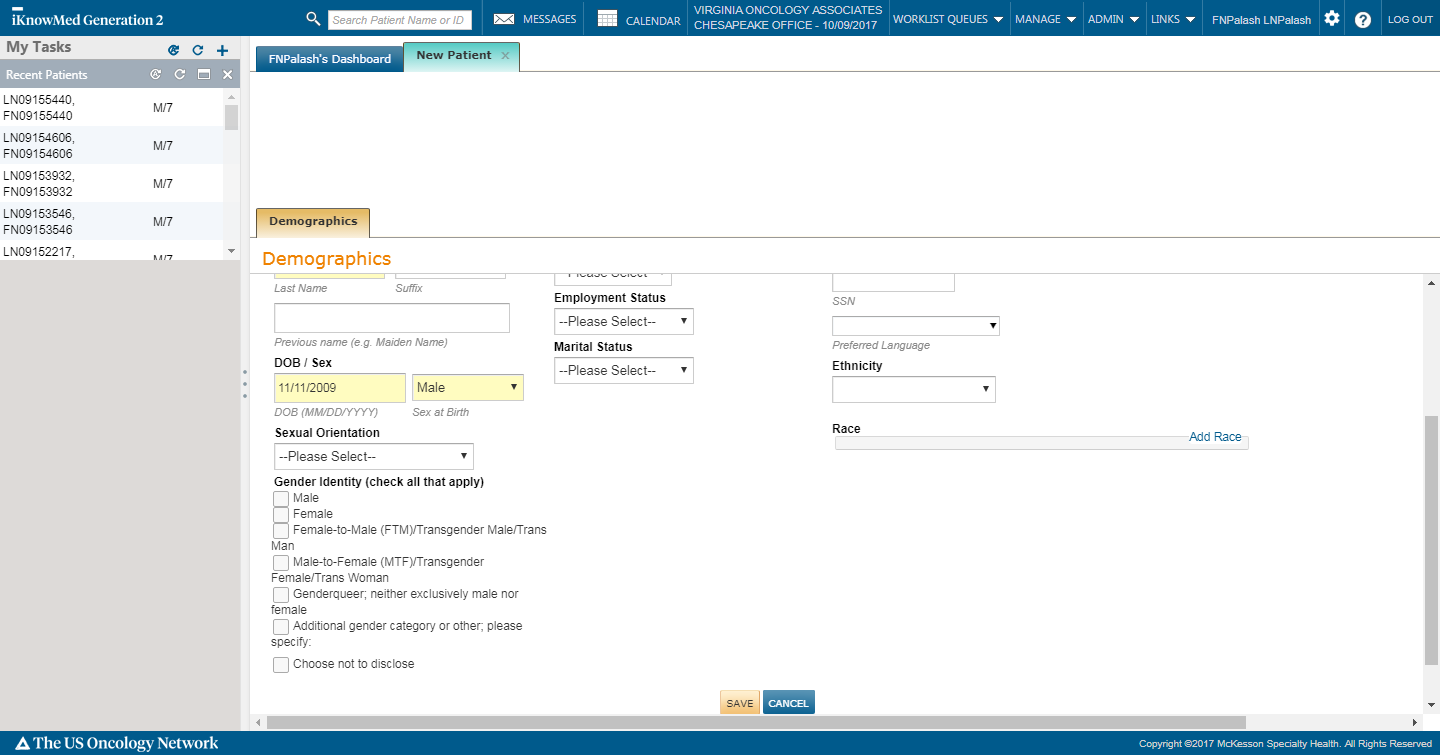 iKnowMed Generation 2
Search Patient Name or ID
MESSAGES
CALENDAR
VIRGINIA ONCOLOGY ASSOCIATES
CHESAPEAKE OFFICE - 10/09/2017
WORKLIST QUEUES
MANAGE
ADMIN
LINKS
FNPalash LNPalash
LOG OUT
My Tasks
Recent Patients
LN09155440,
FN09155440
M/7
LN09154606,
FN09154606
M/7
LN09153932,
FN09153932
M/7
LN09153546,
FN09153546
M/7
LN09152217,
M/7
FNPalash's Dashboard
New Patient
Demographics
Demographics
Last Name
Suffix
Previous name (e.g. Maiden Name)
DOB / Sex
11/11/2009
Male
DOB (MM/DD/YYYY)
Sex at Birth
Sexual Orientation
--Please Select--
Gender Identity (check all that apply)
Male
Female
Female-to-Male (FTM)/Transgender Male/Trans
Man
Male-to-Female (MTF)/Transgender
Female/Trans Woman
Genderqueer; neither exclusively male nor
female
Additional gender category or other; please
specify:
Choose not to disclose
--Please Select--
Employment Status
--Please Select--
Marital Status
--Please Select--
SSN
Preferred Language
Ethnicity
Race
Add Race
SAVE
CANCEL
The US Oncology Network
Copyright ©2017 McKesson Specialty Health. All Rights Reserved